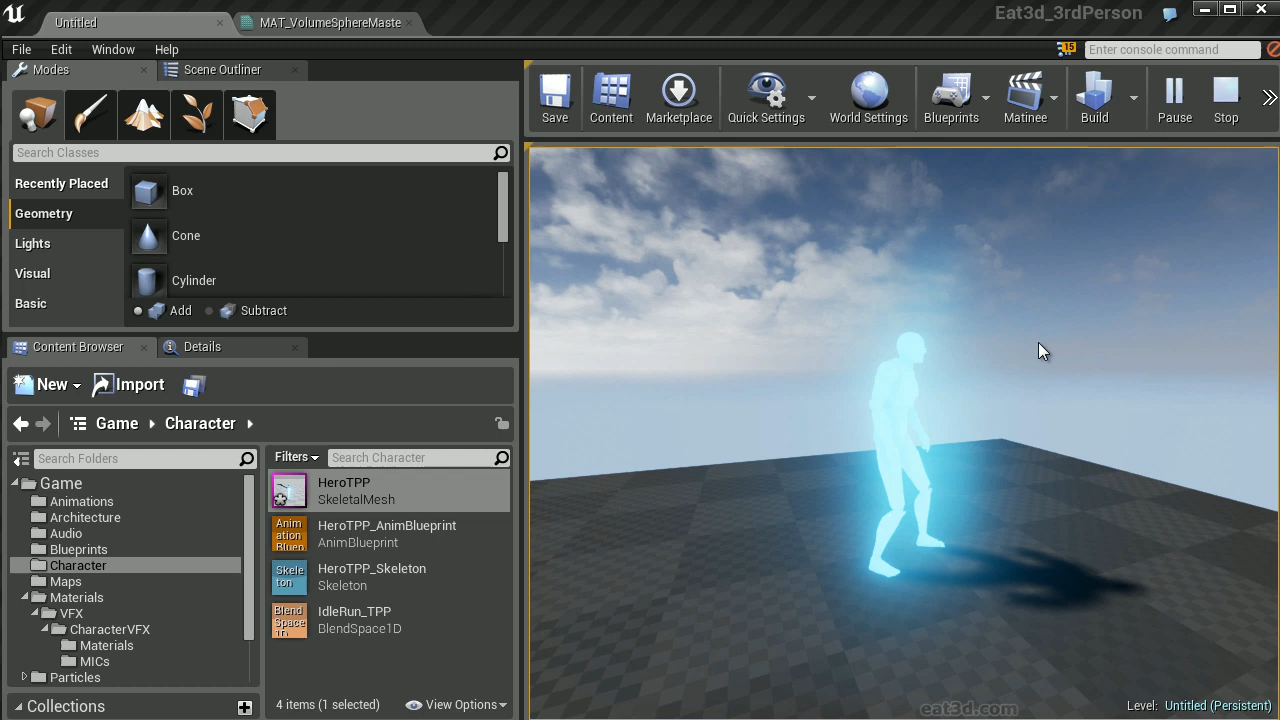 Untitled
MAT_VolumeSphereMaste
Eat3d_3rdPerson
File Edit Window Help
15
Enter console command
Modes
Scene Outliner
Save
Content
Marketplace
Quick Settings
World Settings
Blueprints
Matinee
Build
Pause
Stop
Search Classes
Recently Placed
Geometry
Lights
Visual
Basic
Box
Cone
Cylinder
Add
Subtract
Content Browser
Details
New
Import
Game
Character
Search Folders
Game
Animations
Architecture
Audio
Blueprints
Character
Maps
Materials
VFX
CharacterVFX
Materials
MICs
Particles
Collections
Filters
Search Character
HeroTPP
SkeletalMesh
Anim
ation
Bluep
HeroTPP_AnimBlueprint
AnimBlueprint
Skele
ton
HeroTPP_Skeleton
Skeleton
Blend
Space
1D
IdleRun_TPP
BlendSpace1D
4 items (1 selected)
View Options
eat3d.com
Level: Untitled (Persistent)